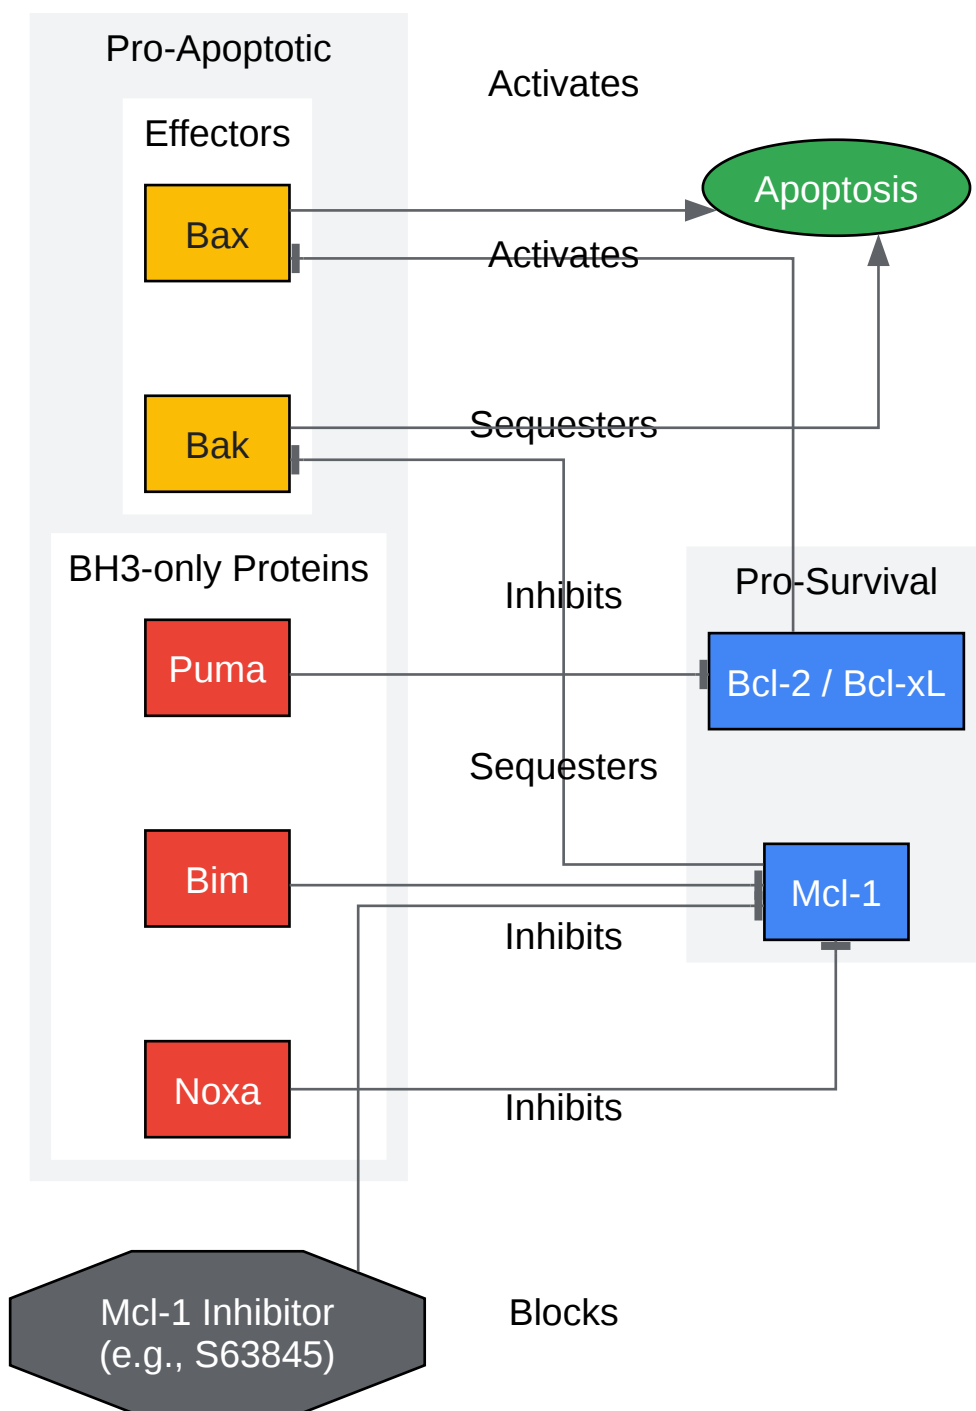 Pro-Apoptotic
Activates
Effectors
Apoptosis
Bax
Activates
Sequesters
Bak
BH3-only Proteins
Inhibits
Pro-Survival
Puma
Bcl-2 / Bcl-xL
Sequesters
Bim
Mcl-1
Inhibits
Noxa
Inhibits
Mcl-1 Inhibitor
(e.g., S63845)
Blocks